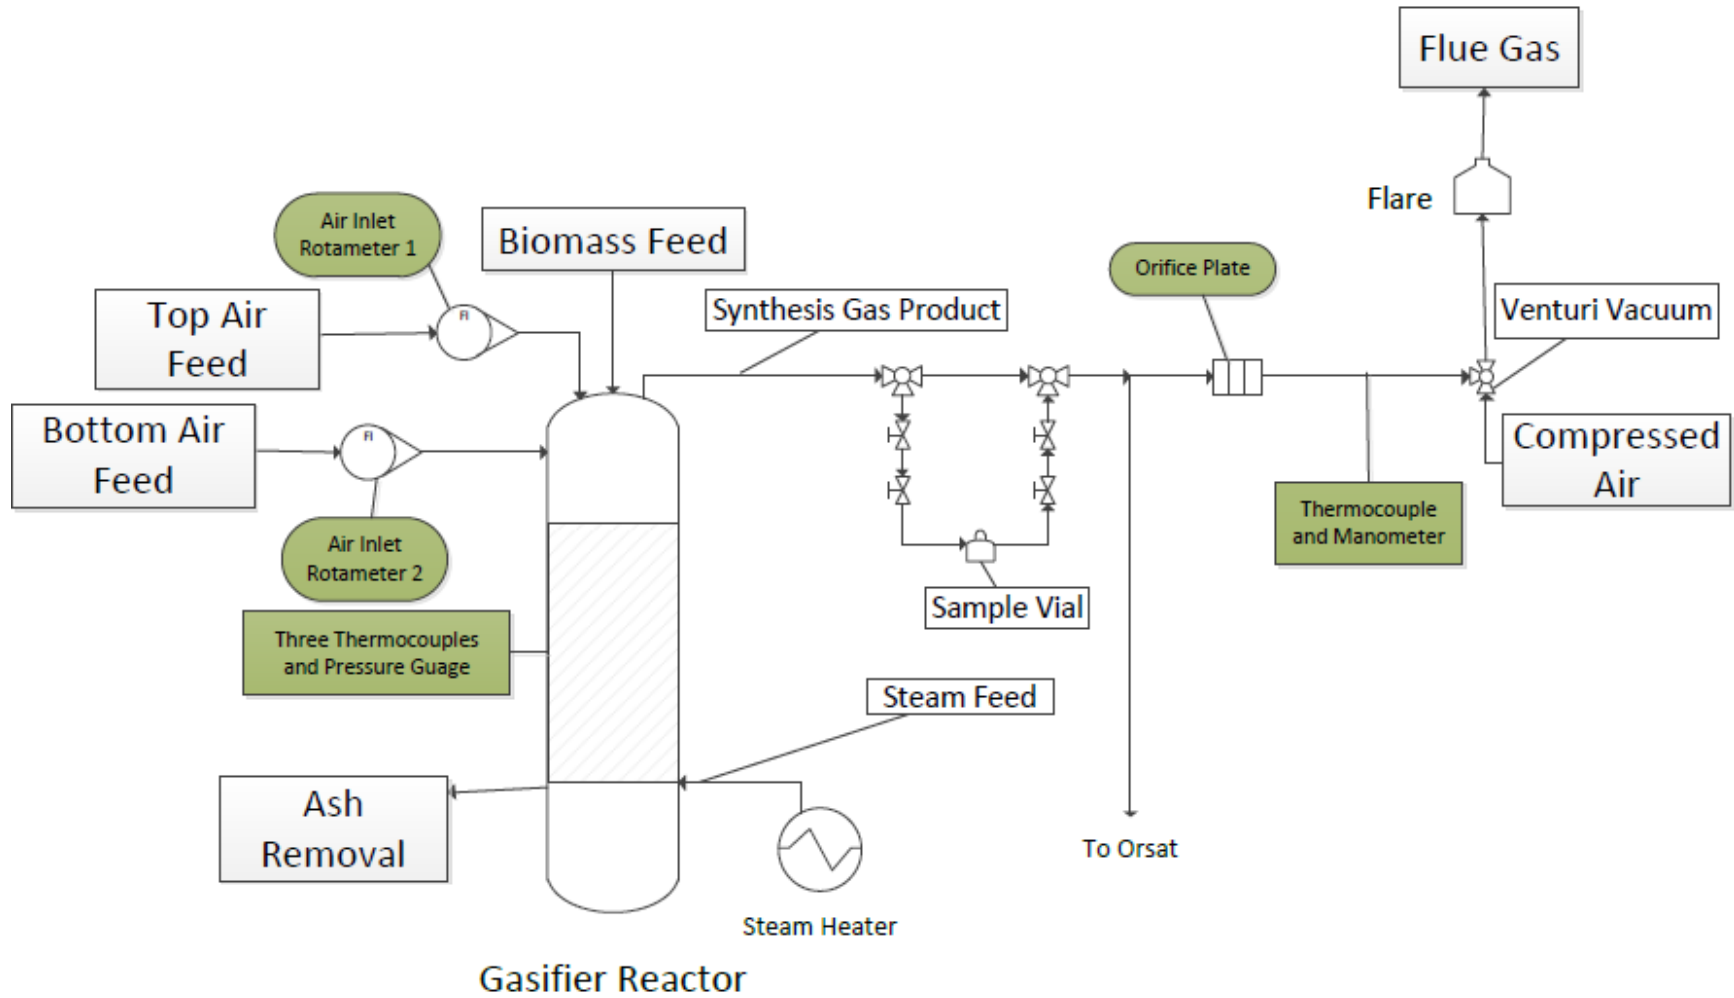 Flue Gas
Flare
Air Inlet
Rotameter 1
Biomass Feed
Orifice Plate
Top Air
Feed
FI
Synthesis Gas Product
Venturi Vacuum
Bottom Air
Feed
FI
Compressed
Air
Air Inlet
Rotameter 2
Thermocouple
and Manometer
Sample Vial
Three Thermocouples
and Pressure Guage
Steam Feed
Ash
Removal
To Orsat
Steam Heater
Gasifier Reactor